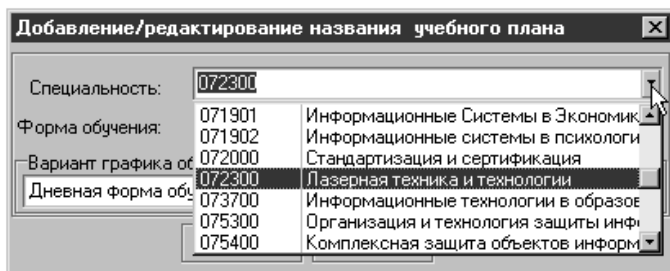 Добавление/редактирование названия учебного плана
Специальность: 072300
071901 Информационные Системы в Экономик
Форма обучения: 071902 Информационные системы в психологи
072000 Стандартизация и сертификация
Вариант графика об 072300 Лазерная техника и технологии
Дневная форма обу 073700 Информационные технологии в образов
075300 Организация и технология защиты инф
075400 Комплексная защита объектов информ